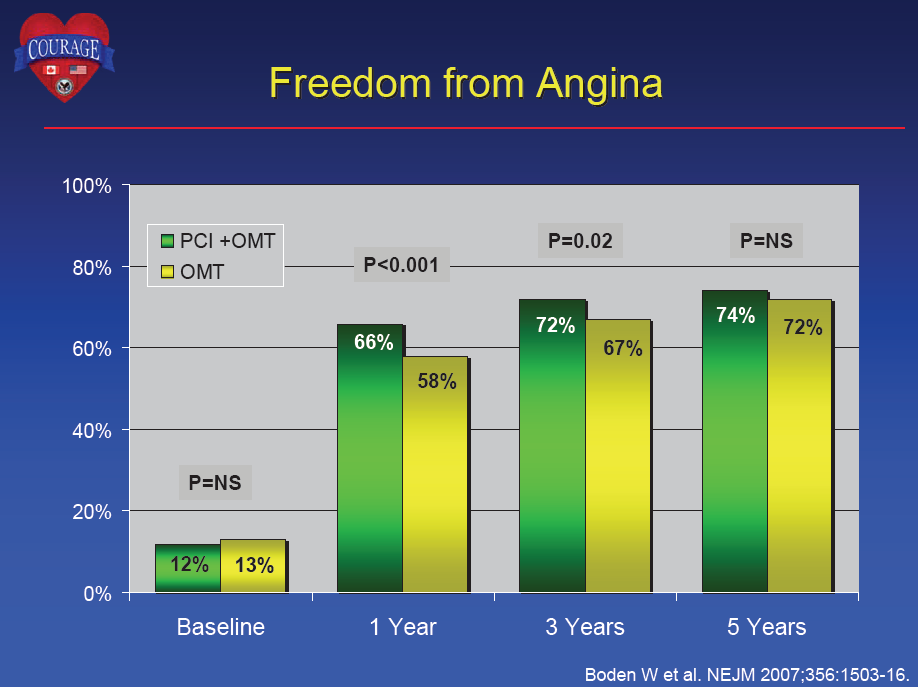 COURAGE
Freedom from Angina
100%
80%
60%
40%
20%
0%
PCI +OMT
OMT
P=NS
P<0.001
P=0.02
P=NS
12%
13%
66%
58%
72%
67%
74%
72%
Baseline
1 Year
3 Years
5 Years
Boden W et al. NEJM 2007;356:1503-16.